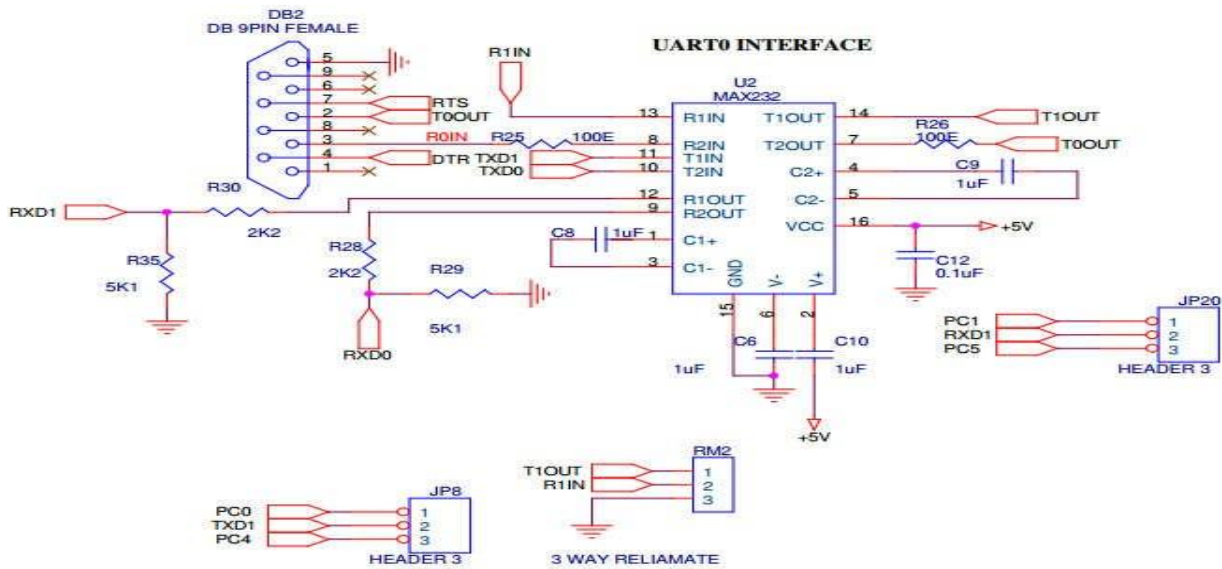 DB2
DB 9PIN FEMALE
5
9
6
7
2
8
3
4
1
RTS
T0OUT
R0IN
DTR
R1IN
R25
100E
TXD1
TXD0
UART0 INTERFACE
U2
MAX232
13
8
11
10
12
9
1
3
R1IN
R2IN
T1IN
T2IN
R1OUT
R2OUT
C1+
C1-
T1OUT
T2OUT
C2+
C2-
VCC
GND
V-
V+
14
7
4
5
16
15
6
2
T1OUT
R26
100E
T0OUT
C9
1uF
+5V
C12
0.1uF
RXD1
R30
2K2
R35
5K1
R28
2K2
R29
5K1
RXD0
C8
1uF
C6
1uF
C10
1uF
+5V
JP20
PC1
RXD1
PC5
1
2
3
HEADER 3
RM2
T1OUT
R1IN
1
2
3
3 WAY RELIAMATE
JP8
PC0
TXD1
PC4
1
2
3
HEADER 3